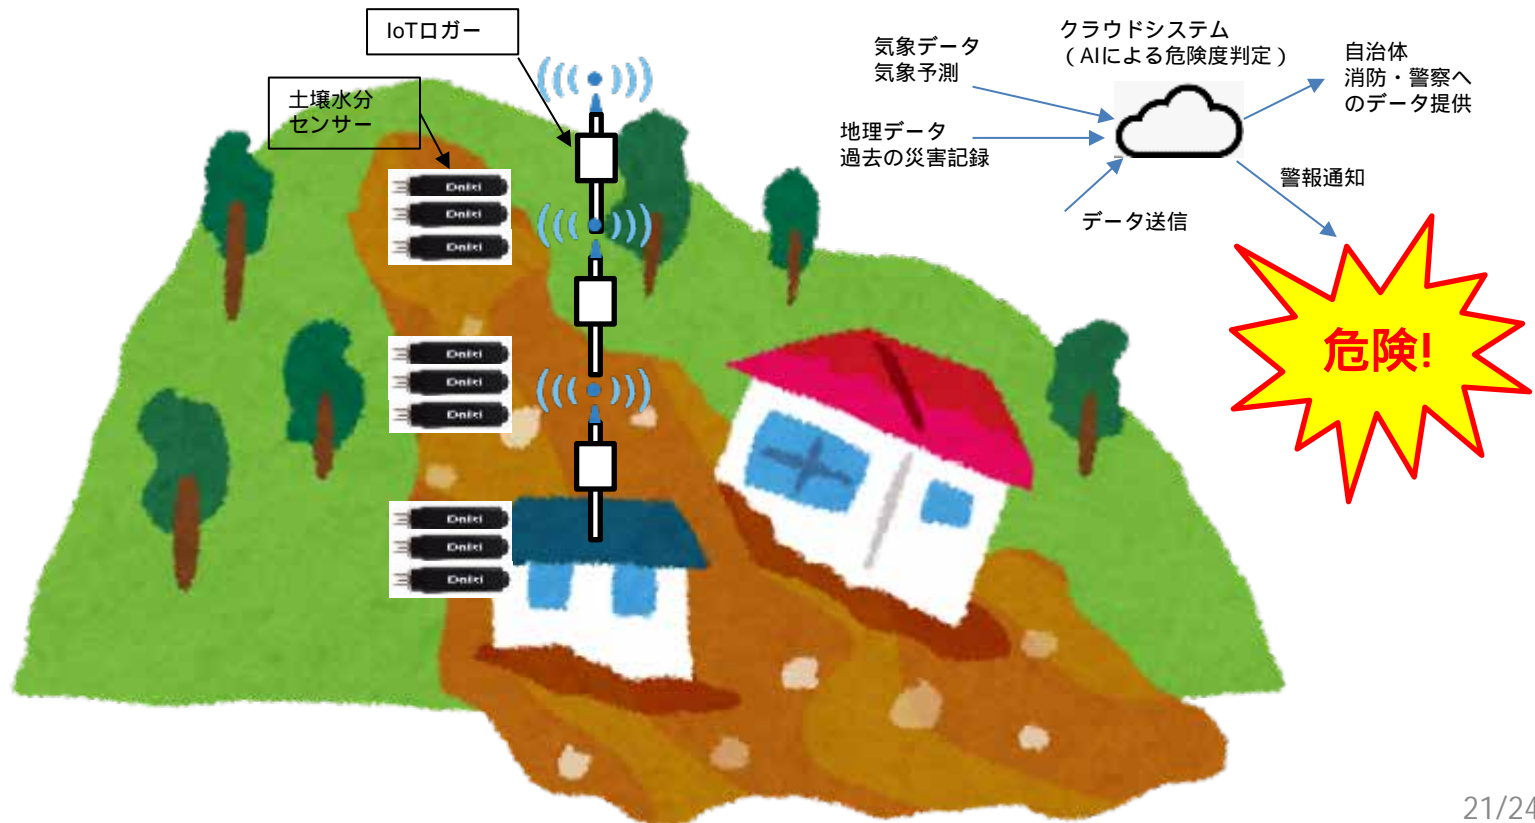 IoTロガー
土壌水分
センサー
気象データ
気象予測
地理データ
過去の災害記録
クラウドシステム
（AIによる危険度判定）
自治体
消防・警察へ
のデータ提供
データ送信
警報通知
危険!
21/24